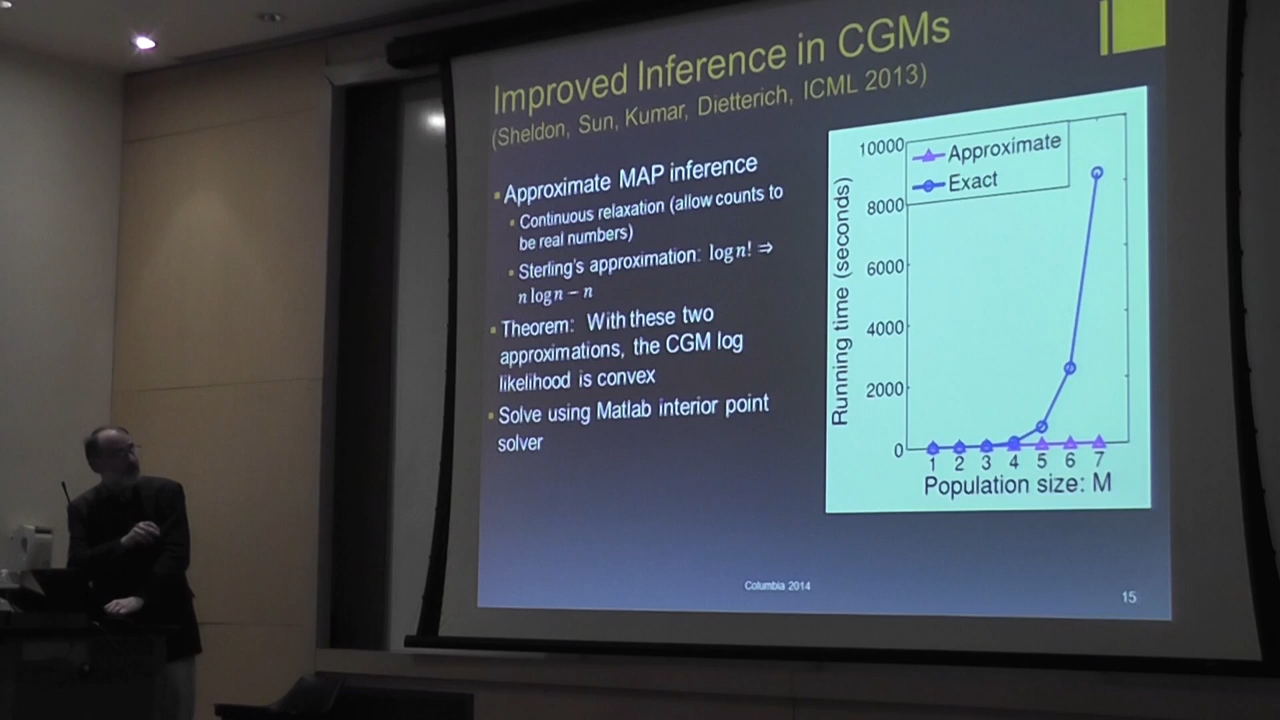 Improved Inference in CGMs
(Sheldon, Sun, Kumar, Dietterich, ICML 2013)
Approximate MAP inference
Continuous relaxation (allow counts to
be real numbers)
Sterling's approximation: log n! ⇒
n log n − n
Theorem: With these two
approximations, the CGM log
likelihood is convex
Solve using Matlab interior point
solver
Approximate
Exact
Running time (seconds)
10000
8000
6000
4000
2000
0
1 2 3 4 5 6 7
Population size: M
Columbia 2014
15